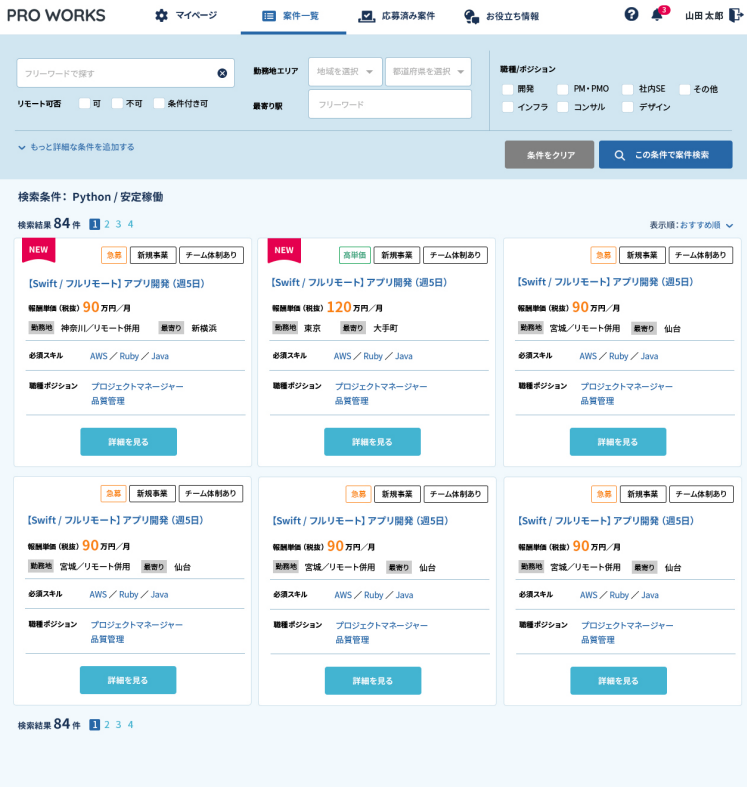 PRO WORKS マイページ 案件一覧 応募済み案件 お役立ち情報 3 山田 太郎
フリーワードで探す
リモート可否 可 不可 条件付き可
勤務地エリア 地域を選択 都道府県を選択
最寄り駅 フリーワード
職種/ポジション
開発 PM・PMO 社内SE その他
インフラ コンサル デザイン
もっと詳細な条件を追加する
条件をクリア この条件で案件検索
検索条件： Python / 安定稼働
検索結果 84 件 1 2 3 4
表示順：おすすめ順
NEW
急募 新規事業 チーム体制あり
【Swift / フルリモート】アプリ開発（週5日）
報酬単価（税抜）90万円／月
勤務地 神奈川／リモート併用 最寄り 新横浜
必須スキル AWS ／ Ruby ／ Java
職種ポジション プロジェクトマネージャー
品質管理
詳細を見る
NEW
高単価 新規事業 チーム体制あり
【Swift / フルリモート】アプリ開発（週5日）
報酬単価（税抜）120万円／月
勤務地 東京 最寄り 大手町
必須スキル AWS ／ Ruby ／ Java
職種ポジション プロジェクトマネージャー
品質管理
詳細を見る
急募 新規事業 チーム体制あり
【Swift / フルリモート】アプリ開発（週5日）
報酬単価（税抜）90万円／月
勤務地 宮城／リモート併用 最寄り 仙台
必須スキル AWS ／ Ruby ／ Java
職種ポジション プロジェクトマネージャー
品質管理
詳細を見る
急募 新規事業 チーム体制あり
【Swift / フルリモート】アプリ開発（週5日）
報酬単価（税抜）90万円／月
勤務地 宮城／リモート併用 最寄り 仙台
必須スキル AWS ／ Ruby ／ Java
職種ポジション プロジェクトマネージャー
品質管理
詳細を見る
急募 新規事業 チーム体制あり
【Swift / フルリモート】アプリ開発（週5日）
報酬単価（税抜）90万円／月
勤務地 宮城／リモート併用 最寄り 仙台
必須スキル AWS ／ Ruby ／ Java
職種ポジション プロジェクトマネージャー
品質管理
詳細を見る
急募 新規事業 チーム体制あり
【Swift / フルリモート】アプリ開発（週5日）
報酬単価（税抜）90万円／月
勤務地 宮城／リモート併用 最寄り 仙台
必須スキル AWS ／ Ruby ／ Java
職種ポジション プロジェクトマネージャー
品質管理
詳細を見る
検索結果 84 件 1 2 3 4